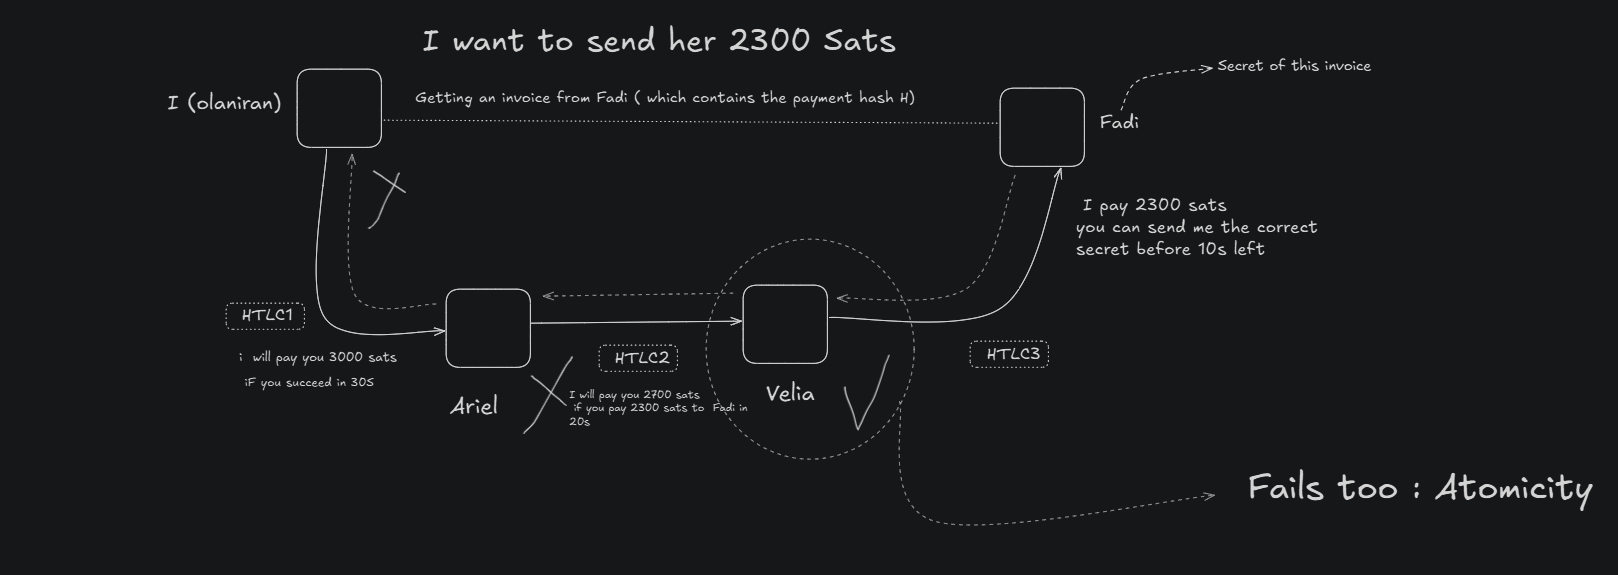 I want to send her 2300 Sats
Secret of this invoice
I (olaniran)
Getting an invoice from Fadi ( which contains the payment hash H)
Fadi
I pay 2300 sats
you can send me the correct
secret before 10s left
HTLC1
i will pay you 3000 sats
iF you succeed in 30S
Ariel
HTLC2
I will pay you 2700 sats
if you pay 2300 sats to Fadi in
20s
Velia
HTLC3
Fails too : Atomicity